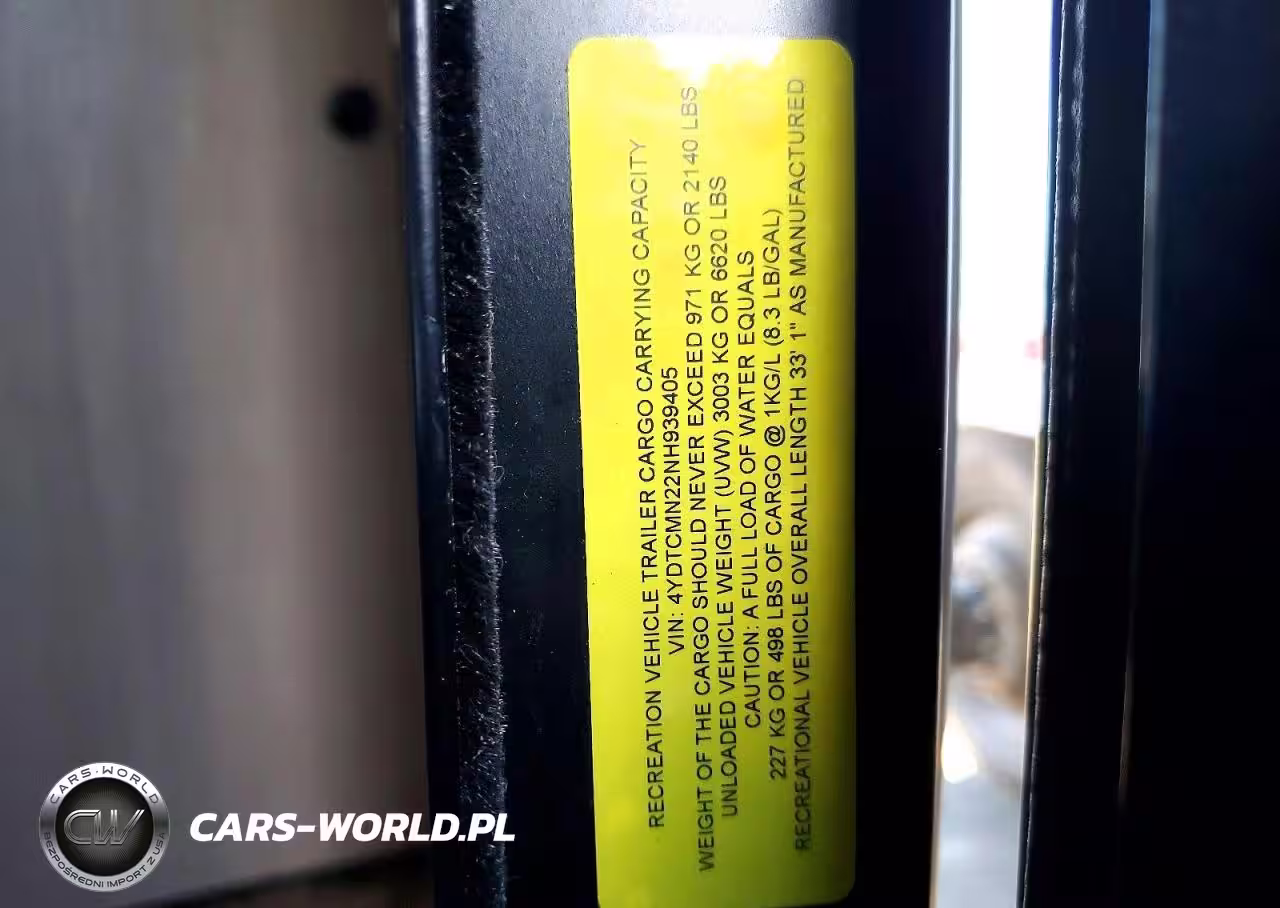 RECREATION VEHICLE TRAILER CARGO CARRYING CAPACITY
VIN: 4YDTCMN22NH939405
WEIGHT OF THE CARGO SHOULD NEVER EXCEED 971 KG OR 2140 LBS
UNLOADED VEHICLE WEIGHT (UVW) 3003 KG OR 6620 LBS
CAUTION: A FULL LOAD OF WATER EQUALS
227 KG OR 498 LBS OF CARGO @ 1KG/L (8.3 LB/GAL)
RECREATIONAL VEHICLE OVERALL LENGTH 33' 1" AS MANUFACTURED
CARS-WORLD
CW
BEZPOŚREDNI IMPORT Z USA
CARS-WORLD.PL